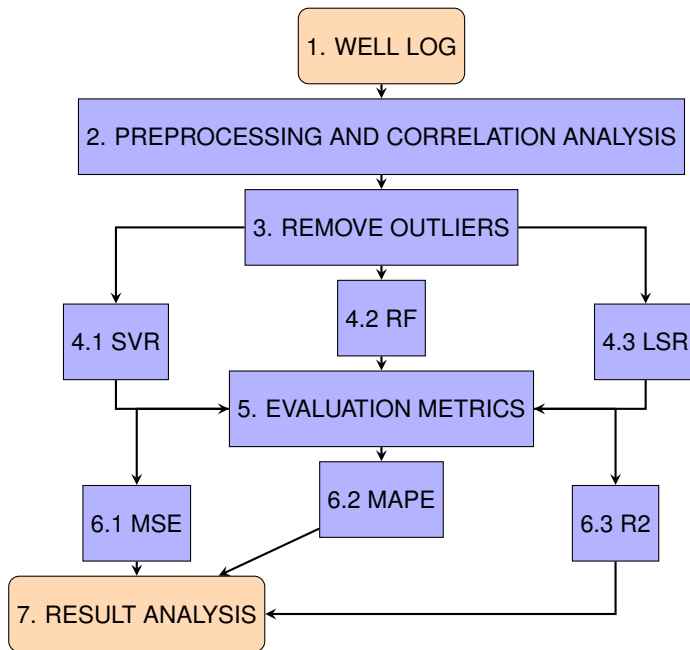 1. WELL LOG
2. PREPROCESSING AND CORRELATION ANALYSIS
3. REMOVE OUTLIERS
4.1 SVR
4.2 RF
4.3 LSR
5. EVALUATION METRICS
6.1 MSE
6.2 MAPE
6.3 R2
7. RESULT ANALYSIS